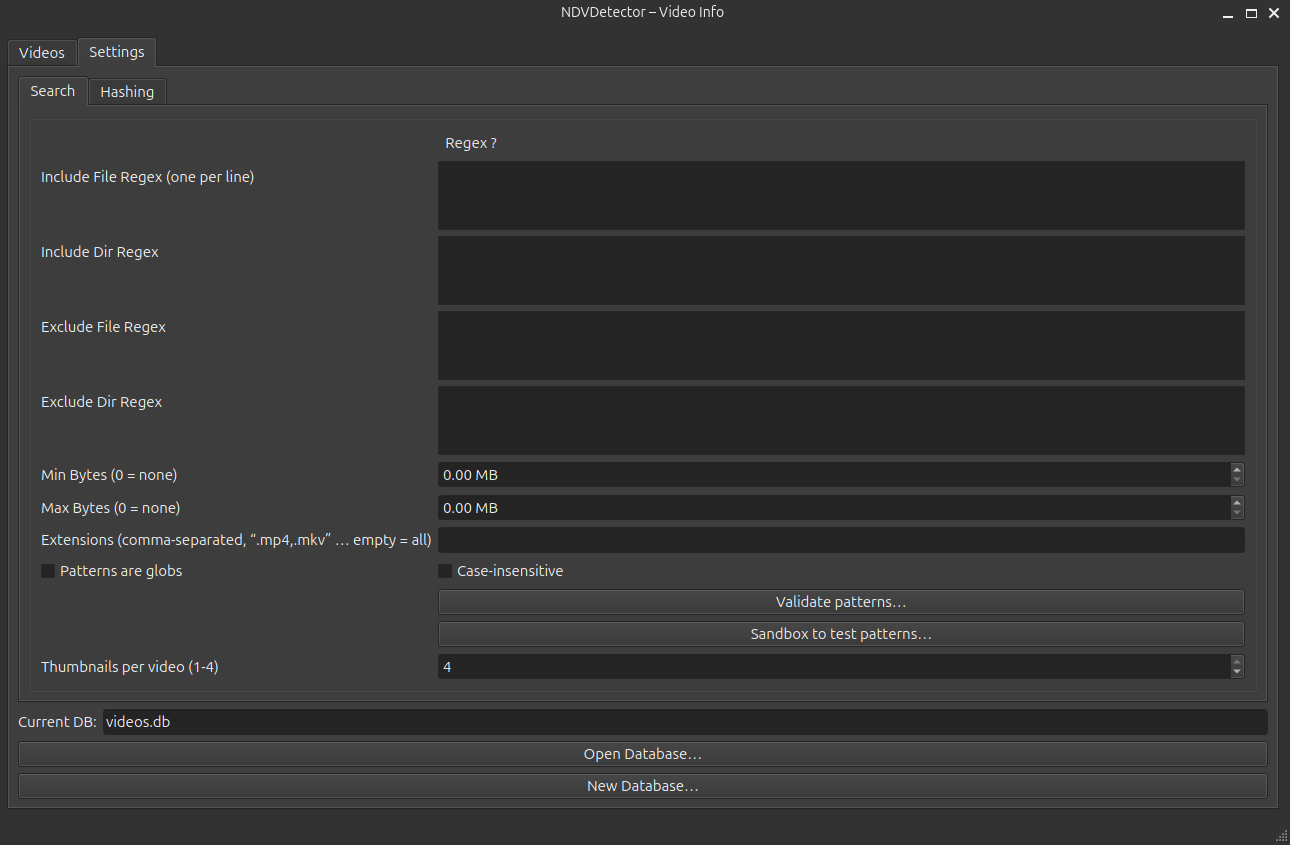 NDVDetector – Video Info
Videos
Settings
Search
Hashing
Regex ?
Include File Regex (one per line)
Include Dir Regex
Exclude File Regex
Exclude Dir Regex
Min Bytes (0 = none)
0.00 MB
Max Bytes (0 = none)
0.00 MB
Extensions (comma-separated, “.mp4,.mkv” … empty = all)
Patterns are globs
Case-insensitive
Validate patterns…
Sandbox to test patterns…
Thumbnails per video (1-4)
4
Current DB:
videos.db
Open Database…
New Database…